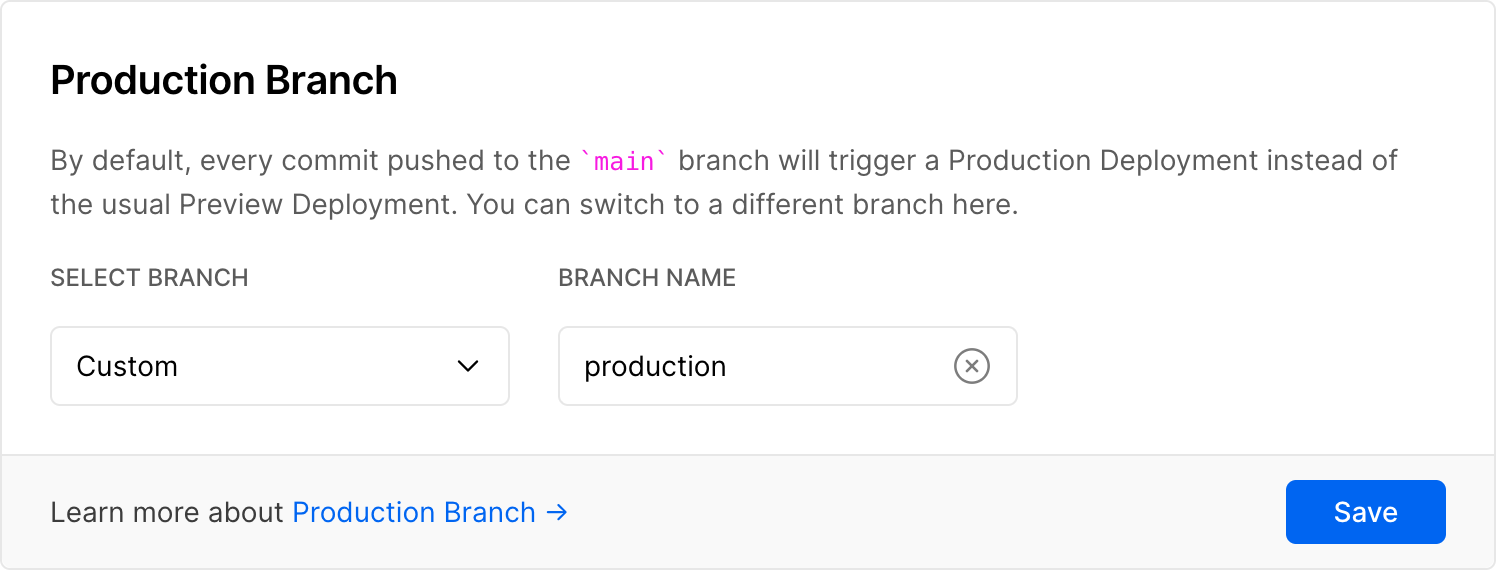 Production Branch
By default, every commit pushed to the `main` branch will trigger a Production Deployment instead of
the usual Preview Deployment. You can switch to a different branch here.
SELECT BRANCH
BRANCH NAME
Custom
production
Learn more about Production Branch →
Save